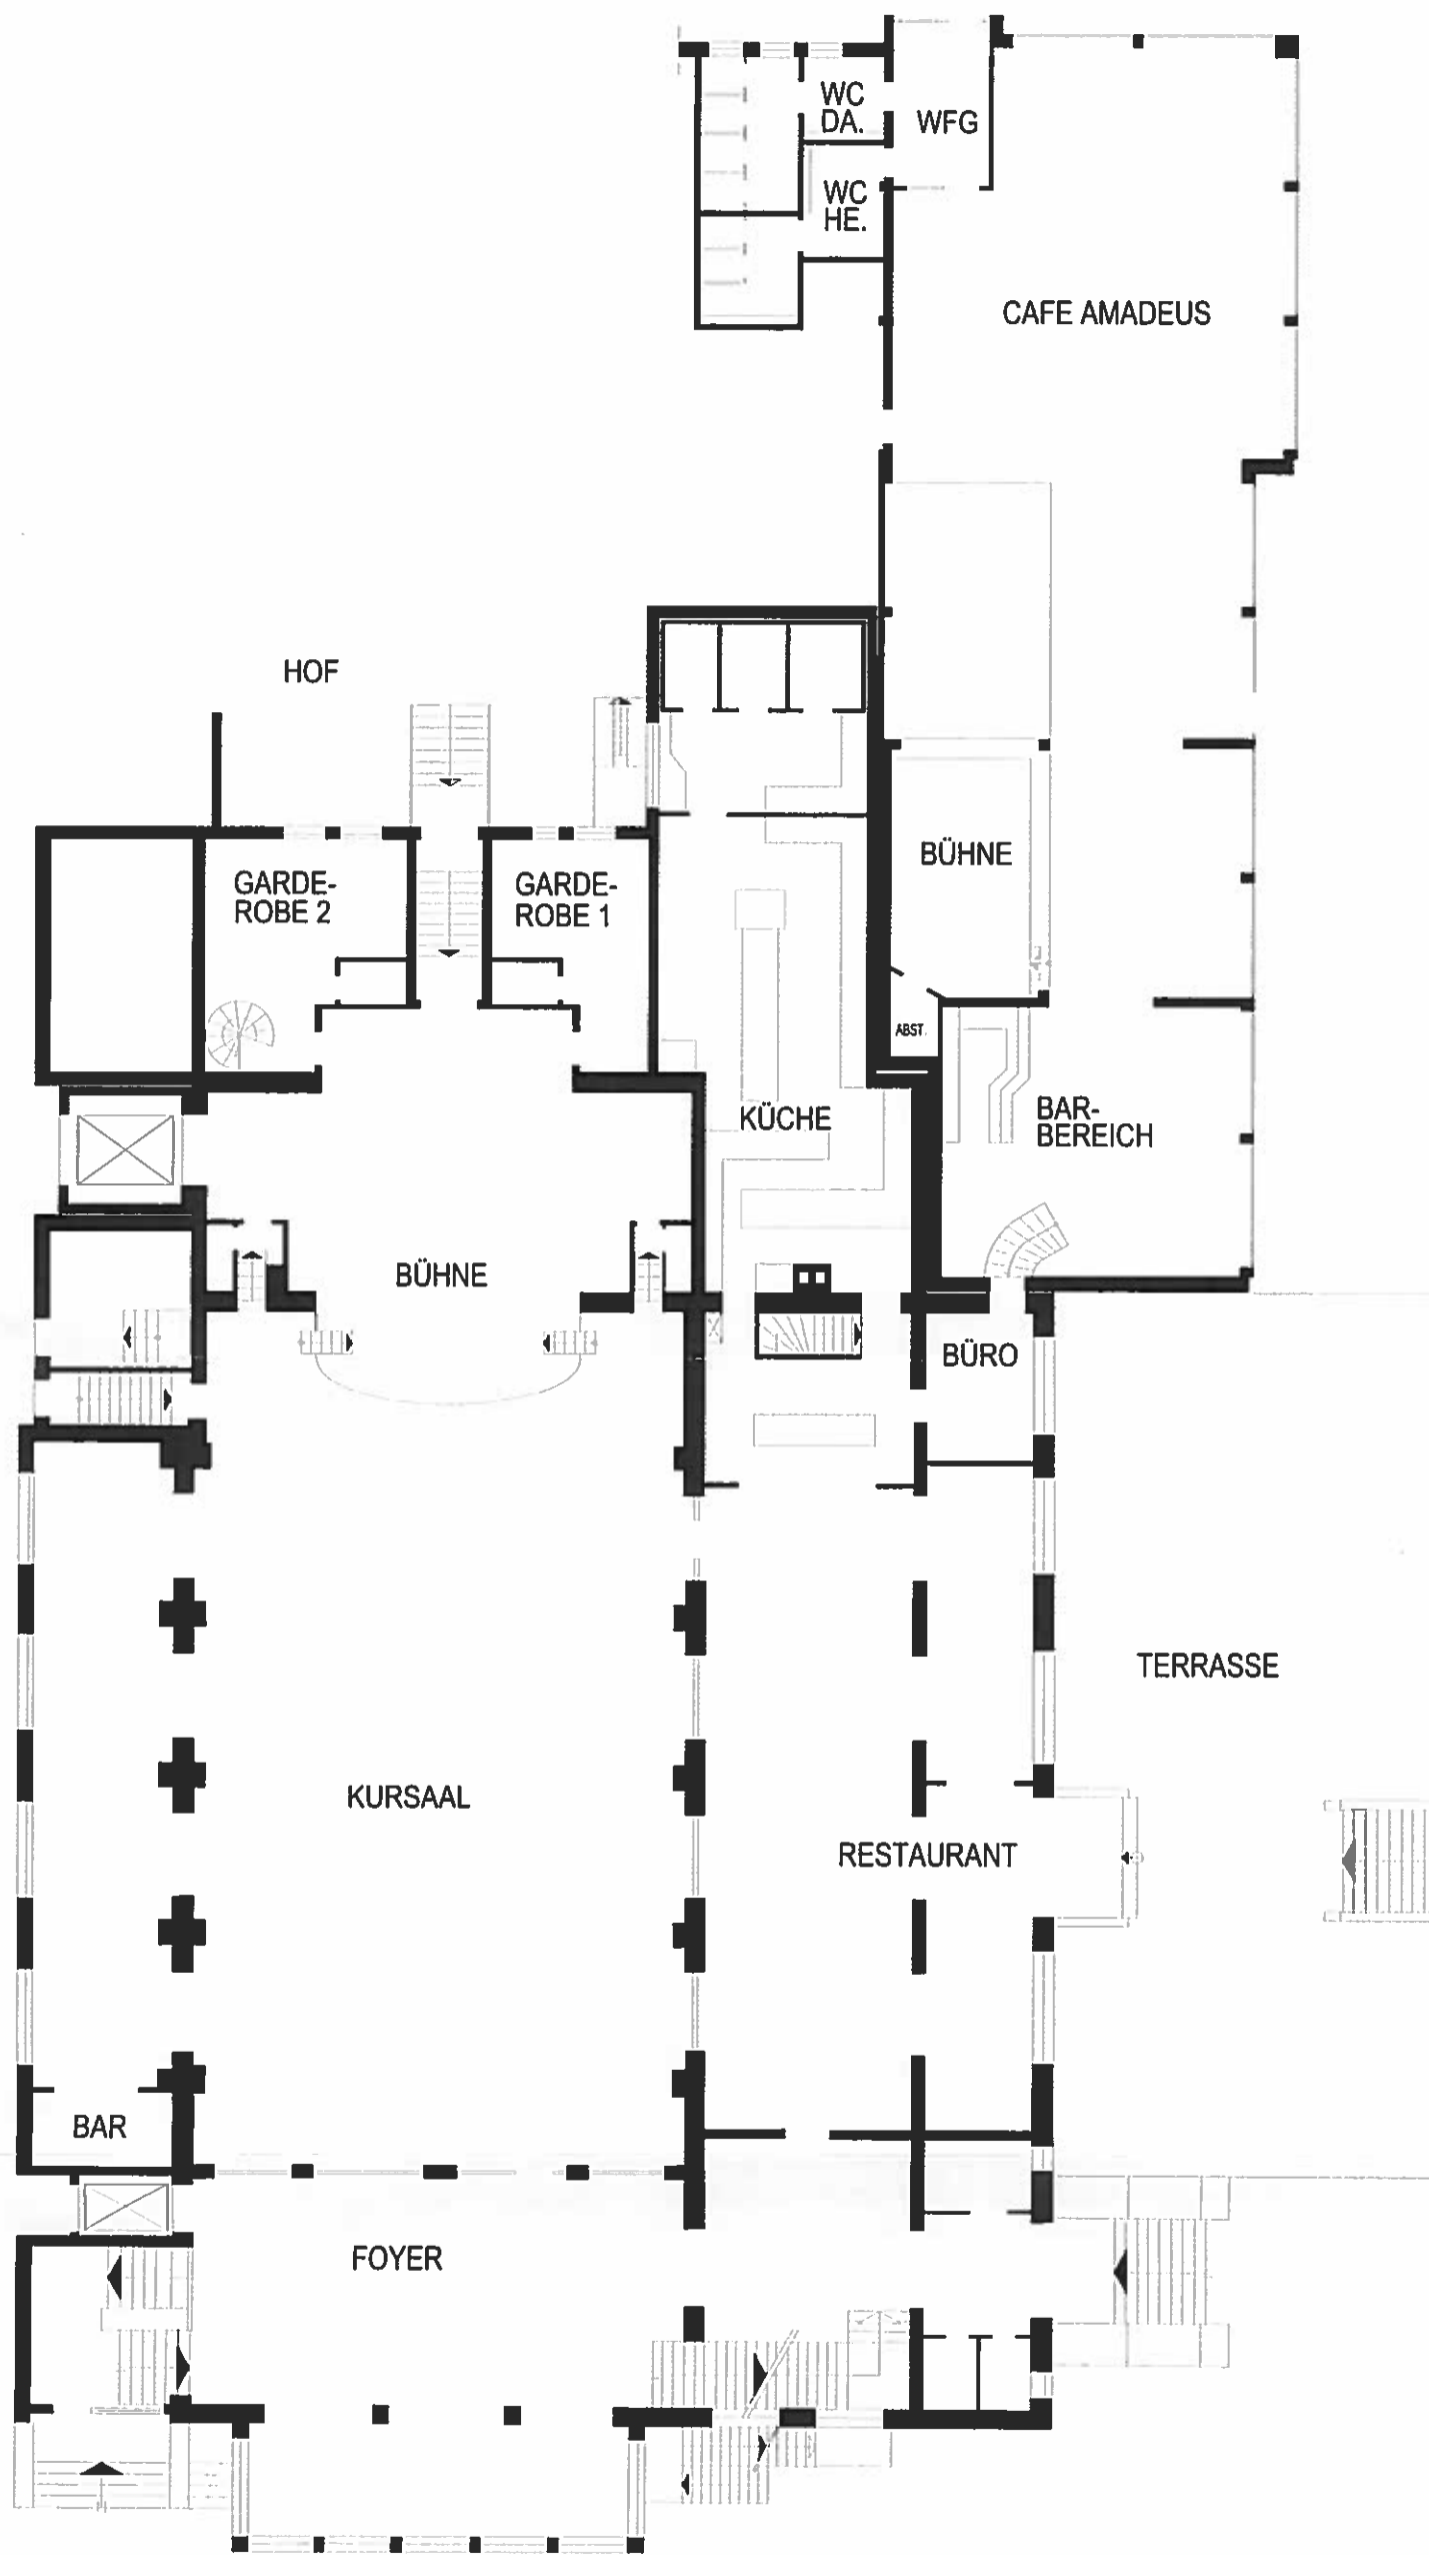 WC
DA.
WFG
WC
HE.
CAFE AMADEUS
HOF
BÜHNE
GARDE-
ROBE 2
GARDE-
ROBE 1
ABST.
KÜCHE
BAR-
BEREICH
BÜHNE
BÜRO
TERRASSE
KURSAAL
RESTAURANT
BAR
FOYER